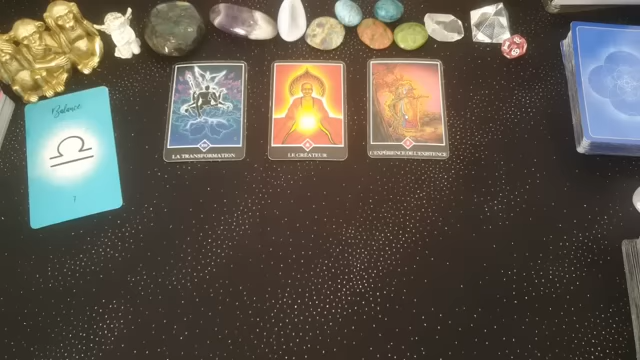 Balance
7
LA TRANSFORMATION
LE CRÉATEUR
L'EXPÉRIENCE DE L'EXISTENCE